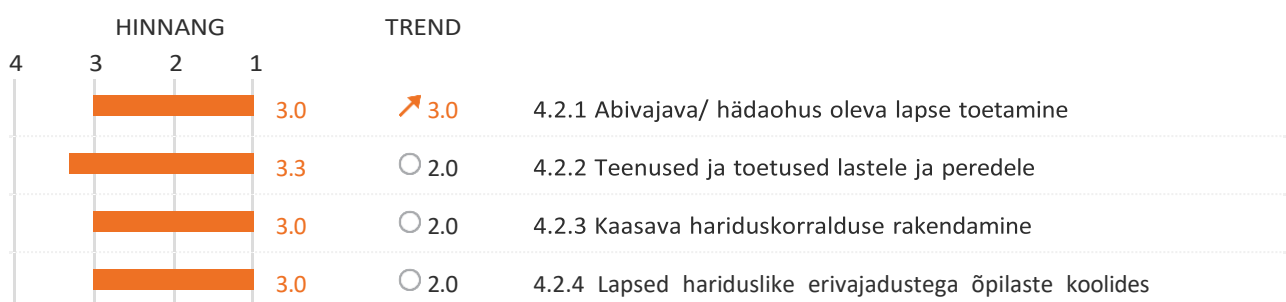 HINNANG TREND
4 3 2 1
3.0 3.0 4.2.1 Abivajava/ hädaohus oleva lapse toetamine
3.3 2.0 4.2.2 Teenused ja toetused lastele ja peredele
3.0 2.0 4.2.3 Kaasava hariduskorralduse rakendamine
3.0 2.0 4.2.4 Lapsed hariduslike erivajadustega õpilaste koolides